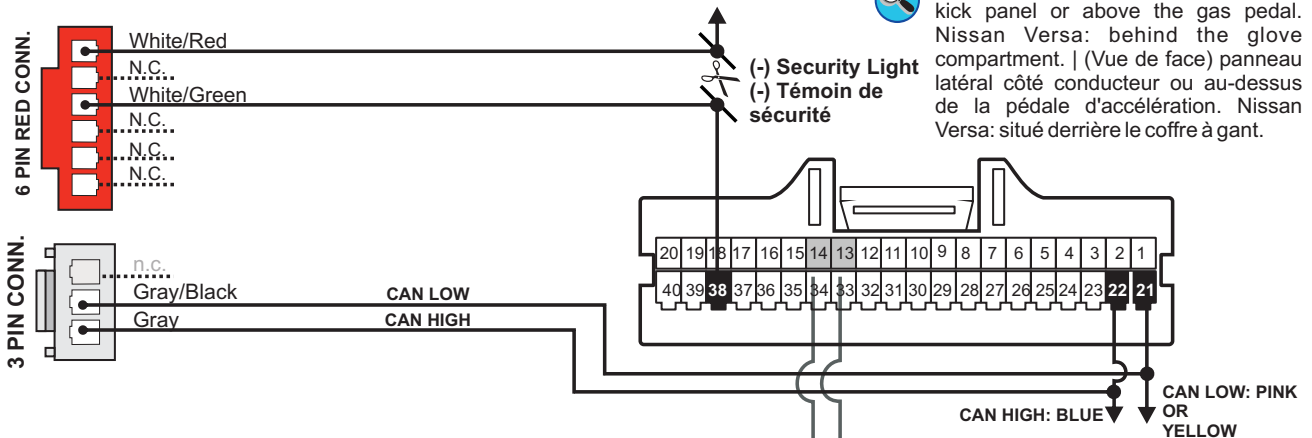 6 PIN RED CONN.
White/Red
N.C.
White/Green
N.C.
N.C.
N.C.
(-) Security Light
(-) Témoin de
sécurité
kick panel or above the gas pedal.
Nissan Versa: behind the glove
compartment. | (Vue de face) panneau
latéral côté conducteur ou au-dessus
de la pédale d'accélération. Nissan
Versa: situé derrière le coffre à gant.
3 PIN CONN.
n.c.
Gray/Black
CAN LOW
Gray
CAN HIGH
20 19 18 17 16 15 14 13 12 11 10 9 8 7 6 5 4 3 2 1
40 39 38 37 36 35 34 33 32 31 30 29 28 27 26 25 24 23 22 21
CAN HIGH: BLUE
CAN LOW: PINK
OR
YELLOW